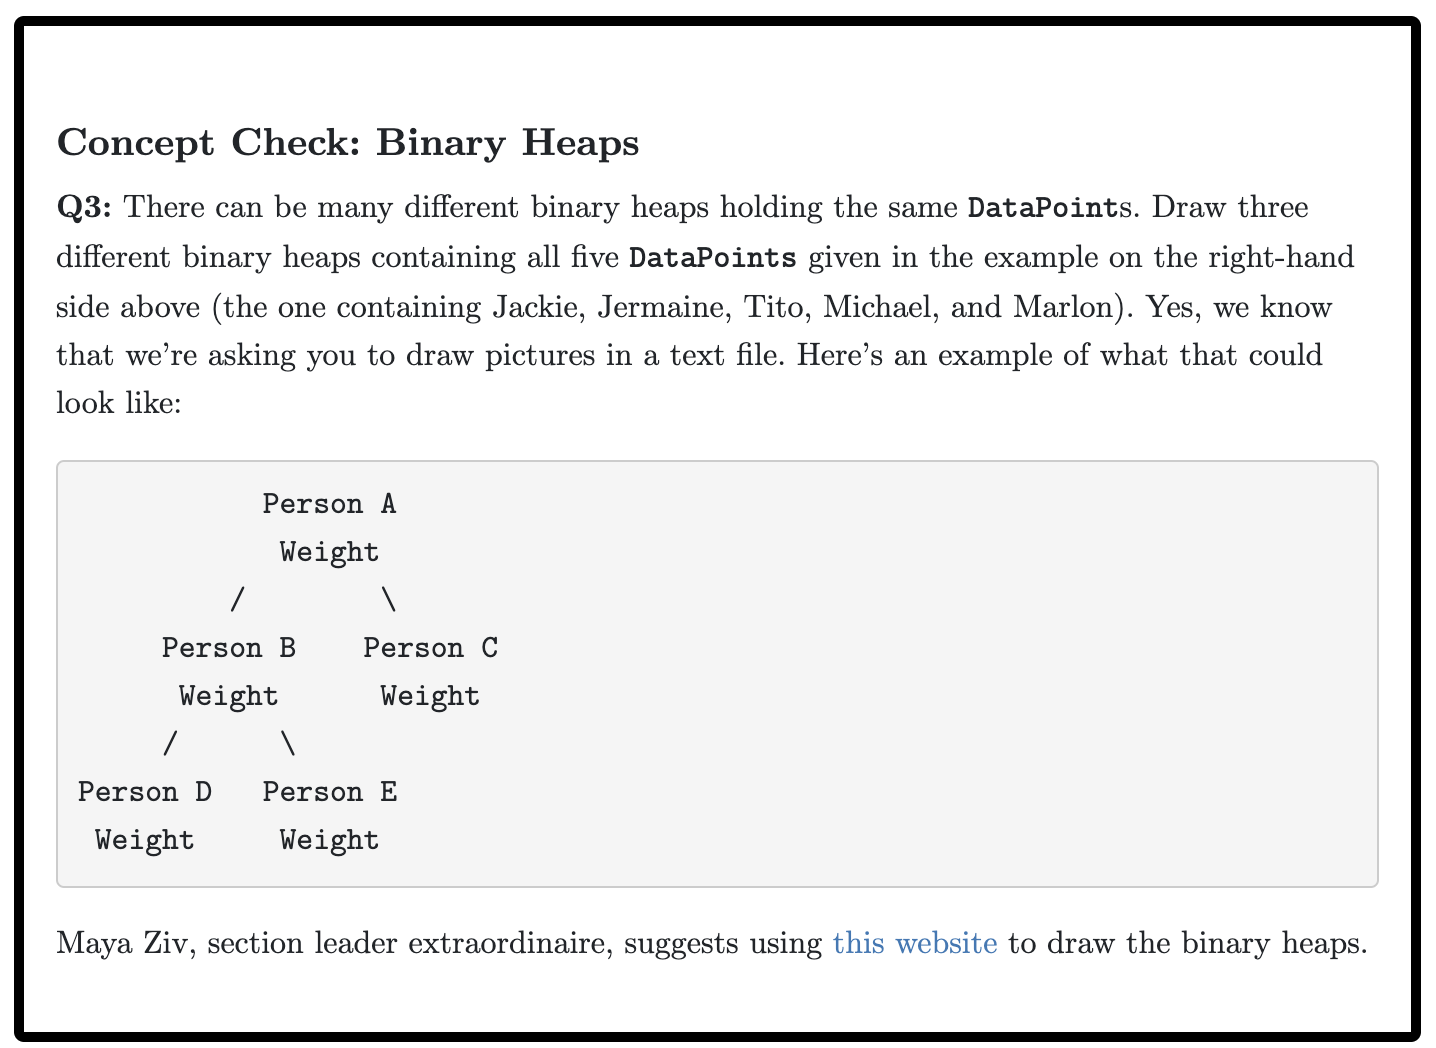 Concept Check: Binary Heaps
Q3: There can be many different binary heaps holding the same DataPoints. Draw three
different binary heaps containing all five DataPoints given in the example on the right-hand
side above (the one containing Jackie, Jermaine, Tito, Michael, and Marlon). Yes, we know
that we’re asking you to draw pictures in a text file. Here’s an example of what that could
look like:
Person A
Weight
/ \
Person B Person C
Weight Weight
/ \
Person D Person E
Weight Weight
Maya Ziv, section leader extraordinaire, suggests using this website to draw the binary heaps.